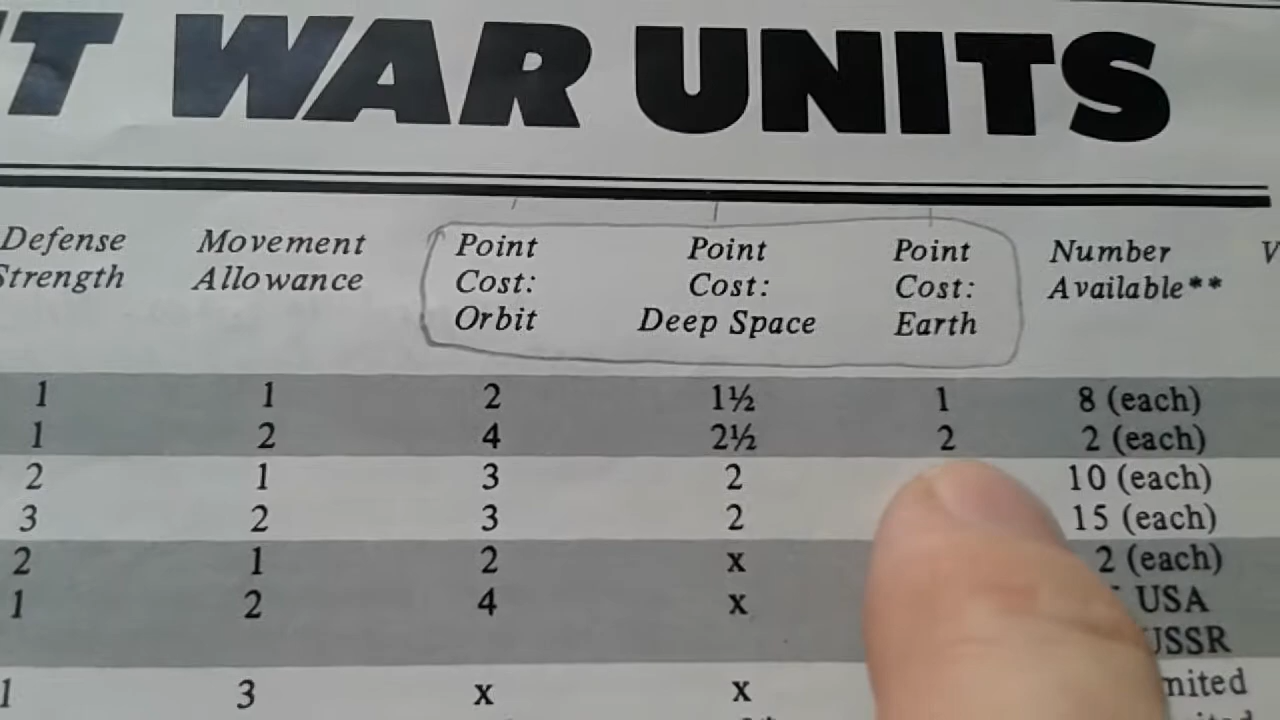 T WAR UNITS
Defense Movement Point Point Point Number V
Strength Allowance Cost: Cost: Cost: Available**
Orbit Deep Space Earth
1 1 2 1½ 1 8 (each)
1 2 4 2½ 2 2 (each)
2 1 3 2 10 (each)
3 2 3 2 15 (each)
2 1 2 x 2 (each)
1 2 4 x USA
USSR
1 3 x x